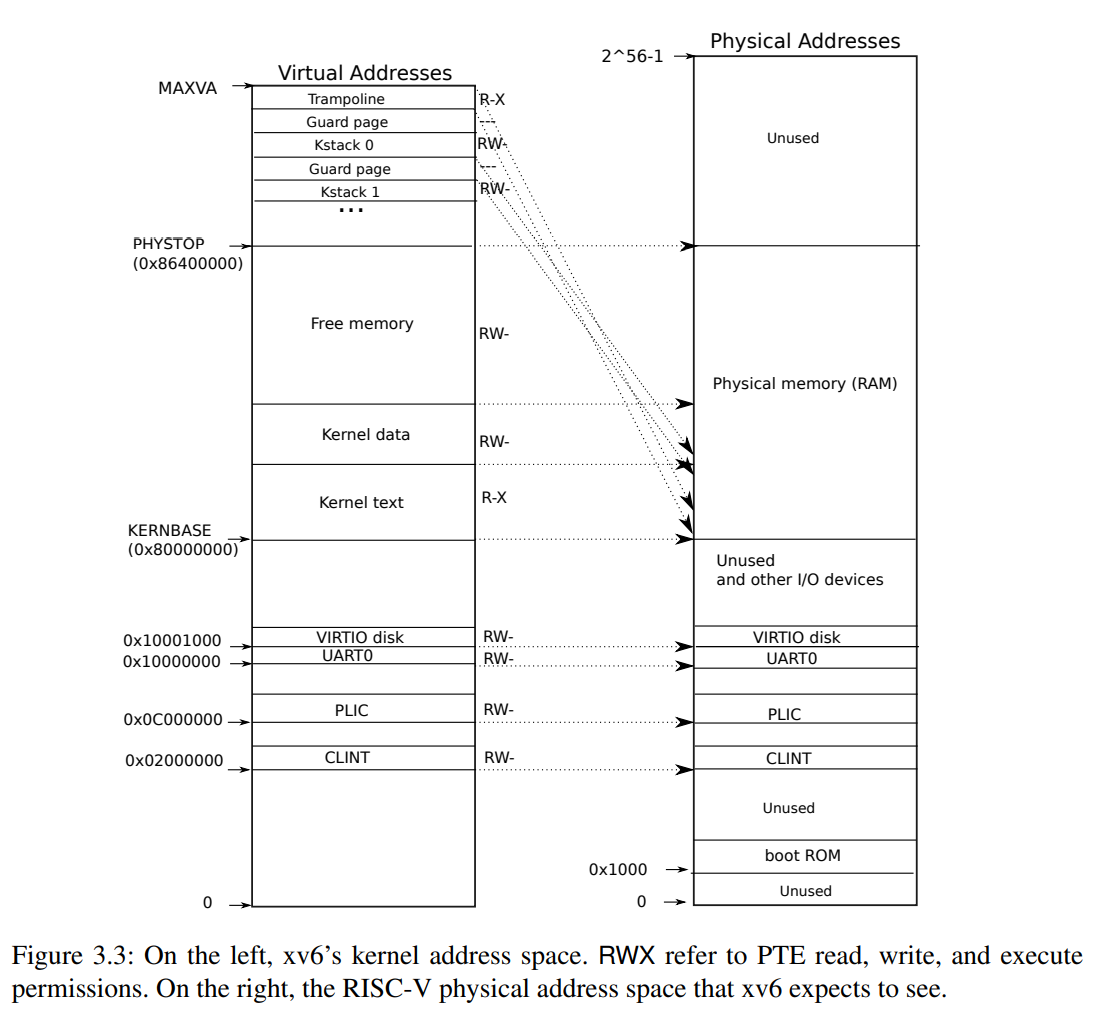 Virtual Addresses
MAXVA
Trampoline
R-X
Guard page
---
Kstack 0
RW-
Guard page
---
Kstack 1
RW-
...
PHYSTOP
(0x86400000)
Free memory
RW-
Kernel data
RW-
Kernel text
R-X
KERNBASE
(0x80000000)
0x10001000
VIRTIO disk
RW-
0x10000000
UART0
RW-
0x0C000000
PLIC
RW-
0x02000000
CLINT
RW-
0
Physical Addresses
2^56-1
Unused
Physical memory (RAM)
Unused
and other I/O devices
VIRTIO disk
UART0
PLIC
CLINT
Unused
boot ROM
0x1000
Unused
0
Figure 3.3: On the left, xv6's kernel address space. RWX refer to PTE read, write, and execute
permissions. On the right, the RISC-V physical address space that xv6 expects to see.